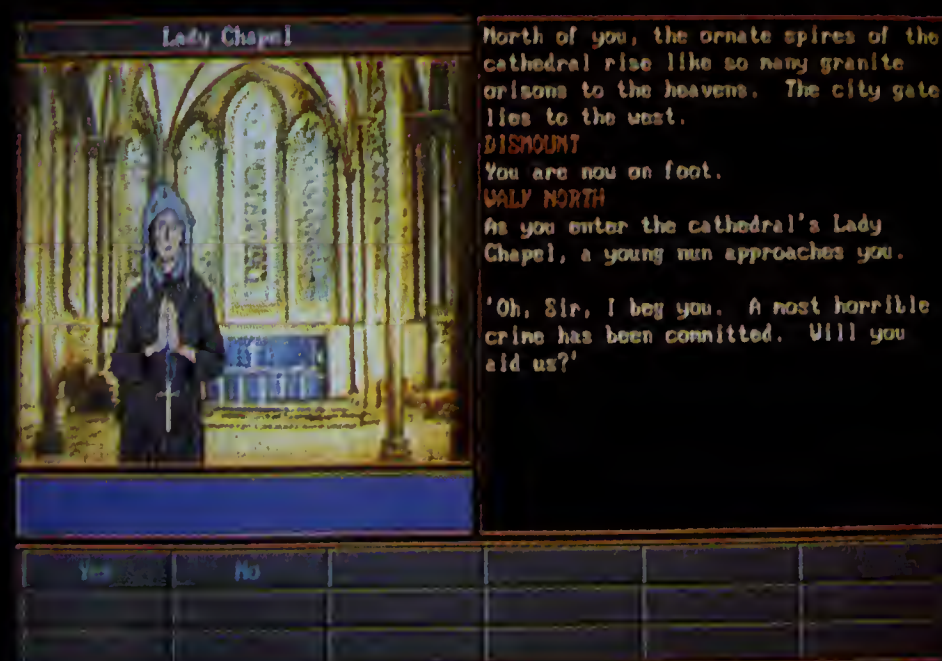 Lady Chapel
North of you, the ornate spires of the
cathedral rise like so many granite
orisons to the heavens. The city gate
lies to the west.
DISMOUNT
You are now on foot.
WALK NORTH
As you enter the cathedral's Lady
Chapel, a young nun approaches you.
'Oh, Sir, I beg you. A most horrible
crime has been committed. Will you
aid us?'
Yes No